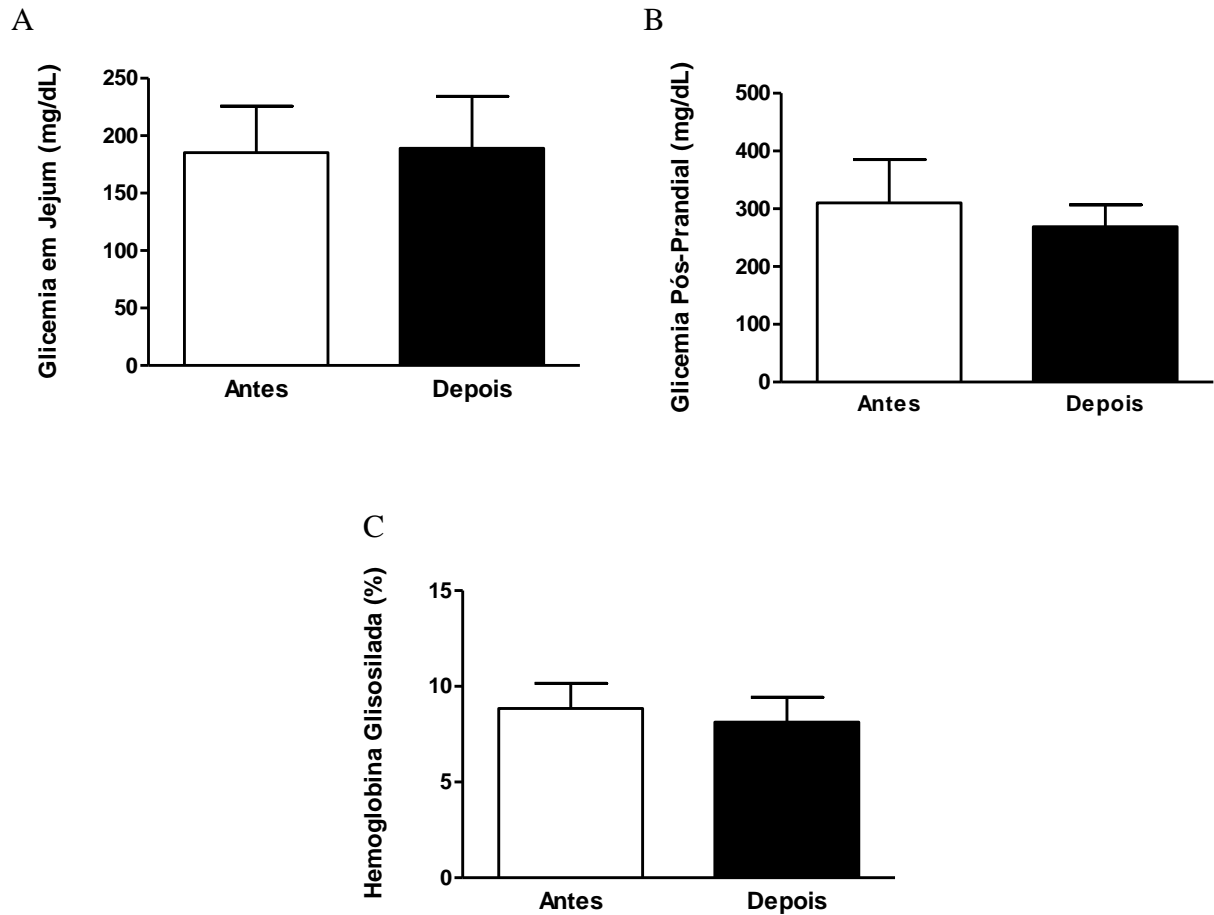 A
Glicemia em Jejum (mg/dL)
250
200
150
100
50
0
Antes Depois
B
Glicemia Pós-Prandial (mg/dL)
500
400
300
200
100
0
Antes Depois
C
Hemoglobina Glisosilada (%)
15
10
5
0
Antes Depois